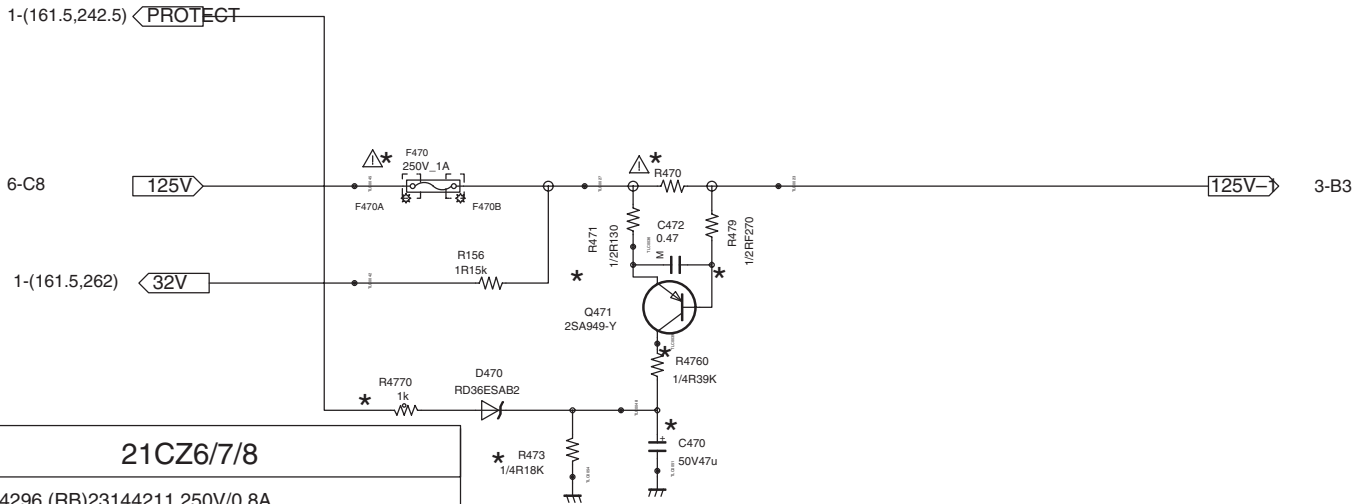 1-(161.5,242.5) PROTECT
F470
250V_1A
R470
6-C8 125V
125V-1 3-B3
F470A F470B
R471
1/2R130
C472
0.47
M
R479
1/2RF270
R156
1R15k
1-(161.5,262) 32V
*
Q471
2SA949-Y
R4760
1/4R39K
D470
RD36ESAB2
R4770
1k
21CZ6/7/8
R473
1/4R18K
C470
50V47u
4296 (RB)23144211 250V/0.8A